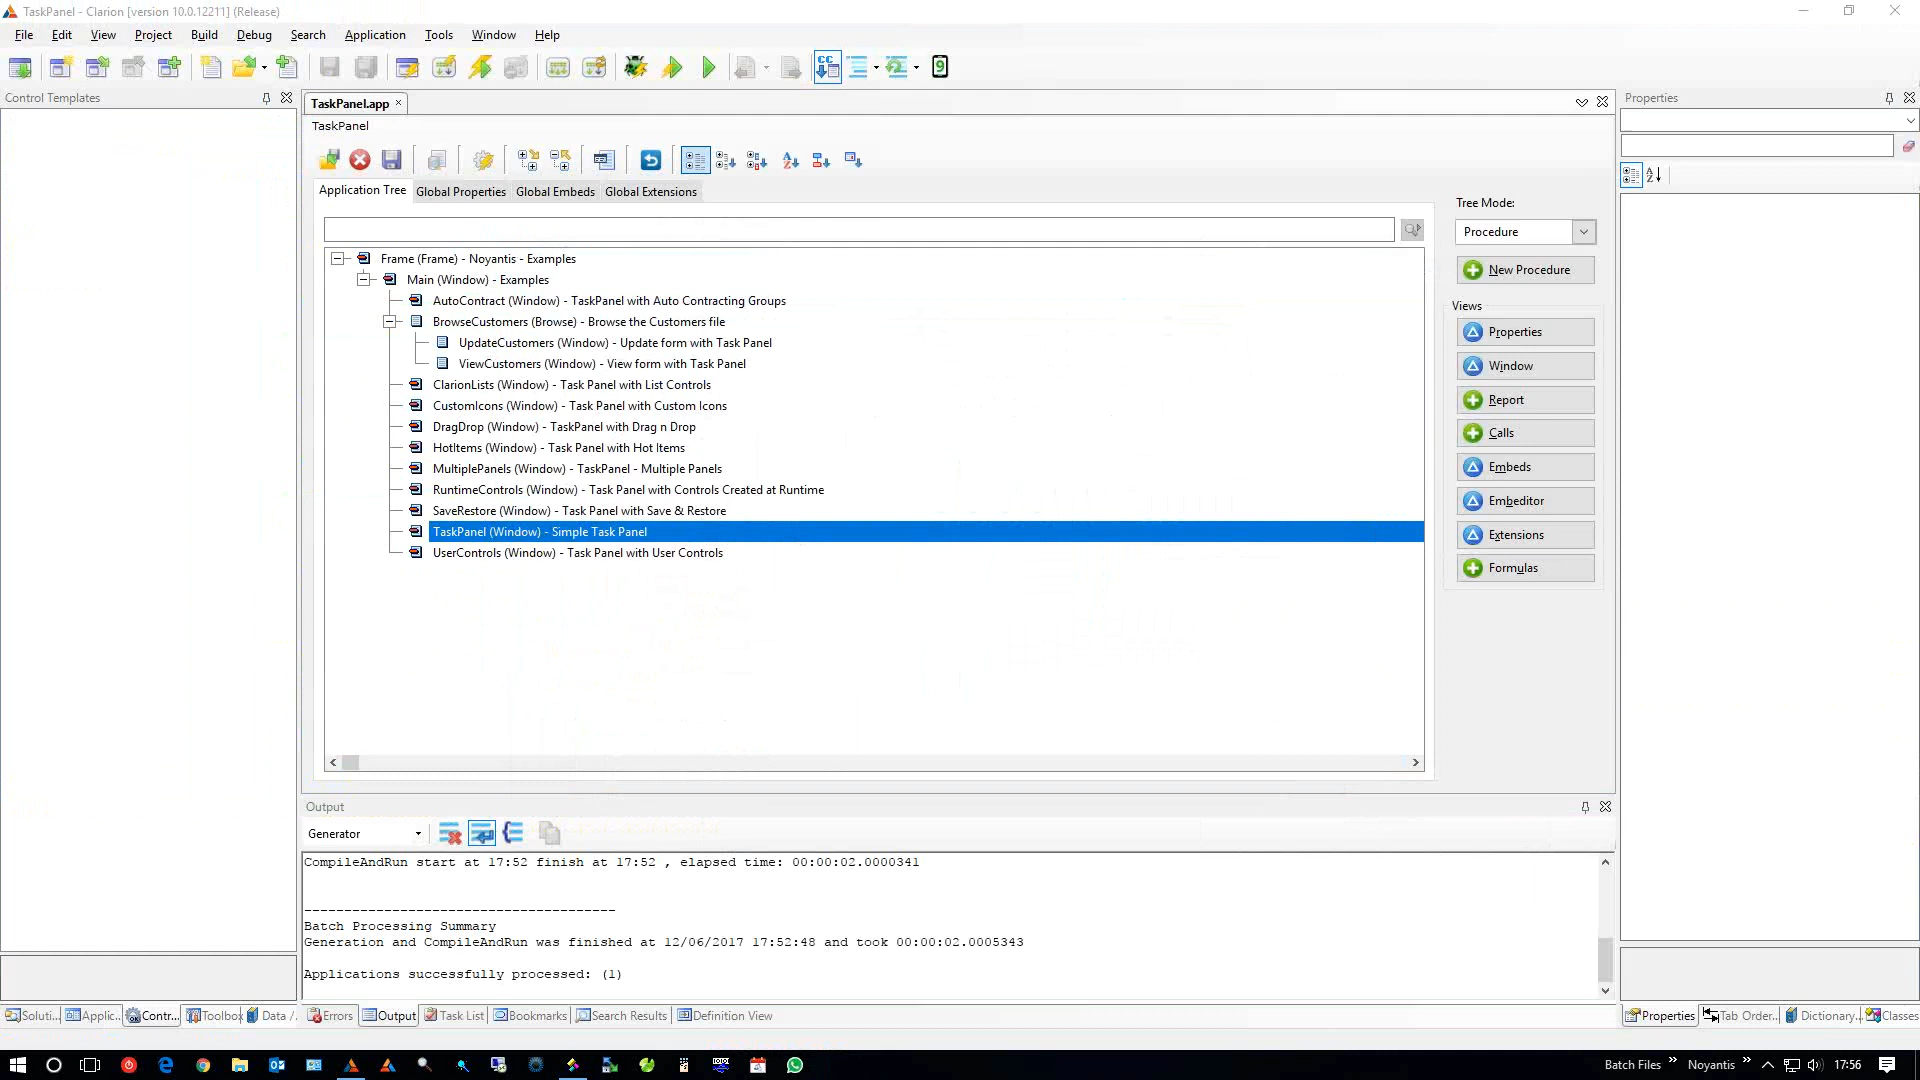 TaskPanel - Clarion [version 10.0.12211] (Release)
File Edit View Project Build Debug Search Application Tools Window Help
Control Templates
TaskPanel.app
Properties
TaskPanel
Application Tree Global Properties Global Embeds Global Extensions
Tree Mode:
Procedure
Frame (Frame) - Noyantis - Examples
Main (Window) - Examples
AutoContract (Window) - TaskPanel with Auto Contracting Groups
BrowseCustomers (Browse) - Browse the Customers file
UpdateCustomers (Window) - Update form with Task Panel
ViewCustomers (Window) - View form with Task Panel
ClarionLists (Window) - Task Panel with List Controls
CustomIcons (Window) - Task Panel with Custom Icons
DragDrop (Window) - TaskPanel with Drag n Drop
HotItems (Window) - Task Panel with Hot Items
MultiplePanels (Window) - TaskPanel - Multiple Panels
RuntimeControls (Window) - Task Panel with Controls Created at Runtime
SaveRestore (Window) - Task Panel with Save & Restore
TaskPanel (Window) - Simple Task Panel
UserControls (Window) - Task Panel with User Controls
New Procedure
Views
Properties
Window
Report
Calls
Embeds
Embeditor
Extensions
Formulas
Output
Generator
CompileAndRun start at 17:52 finish at 17:52 , elapsed time: 00:00:02.0000341
---------------------------------------
Batch Processing Summary
Generation and CompileAndRun was finished at 12/06/2017 17:52:48 and took 00:00:02.0005343
Applications successfully processed: (1)
Soluti... Applic... Contr... Toolbox Data /. Errors Output Task List Bookmarks Search Results Definition View Properties Tab Order... Dictionary... Classes
Batch Files » Noyantis » 17:56